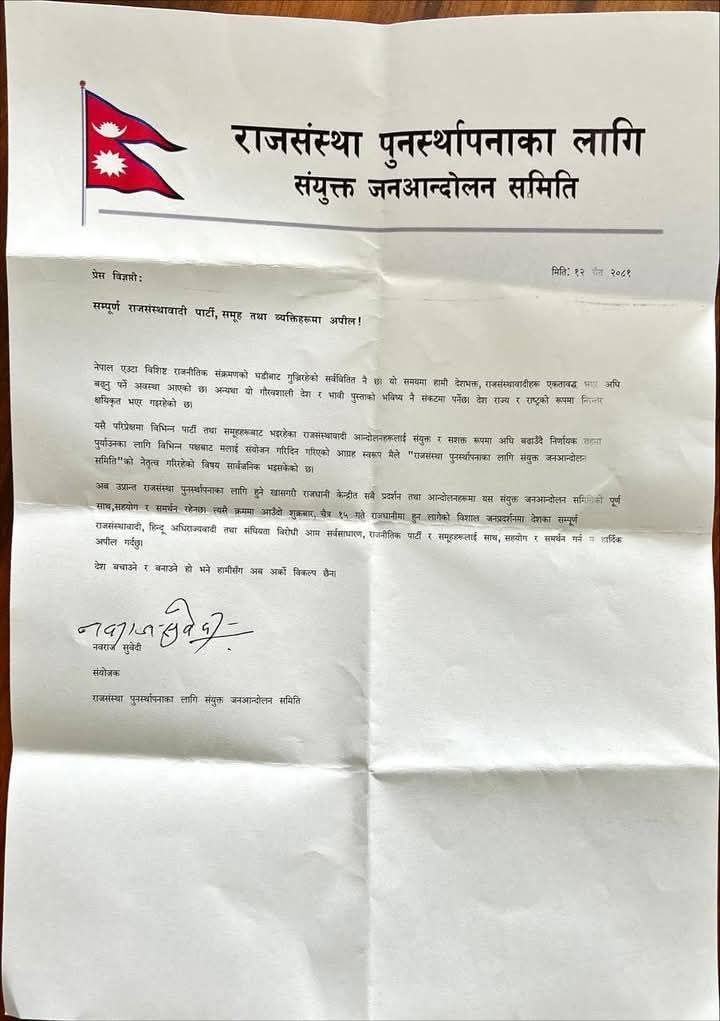 राजसंस्था पुनर्स्थापनाका लागि
संयुक्त जनआन्दोलन समिति
मिति: १२ चैत २०८१
प्रेस विज्ञप्ती:
सम्पूर्ण राजसंस्थावादी पार्टी, समूह तथा व्यक्तिहरूमा अपील!
नेपाल एउटा विशिष्ट राजनीतिक संक्रमणको घडीबाट गुज्रिरहेको सर्ववितित नै छ। यो समयमा हामी देशभक्त, राजसंस्थावादीहरू एकतावद्ध भएर अघि
बढ्नु पर्ने अवस्था आएको छ। अन्यथा यो गौरवशाली देश र भावी पुस्ताको भविष्य नै संकटमा पर्नेछ। देश राज्य र राष्ट्रको रूपमा निरन्तर
क्षयिकृत भएर गइरहेको छ।
यसै परिप्रेक्षमा विभिन्न पार्टी तथा समूहहरूबाट भइरहेका राजसंस्थावादी आन्दोलनहरूलाई संयुक्त र सशक्त रूपमा अघि बढाउँदै निर्णायक तहमा
पुर्याउनका लागि विभिन्न पक्षबाट मलाई संयोजन गरिदिन गरिएको आग्रह स्वरूप मैले "राजसंस्था पुनर्स्थापनाका लागि संयुक्त जनआन्दोलन
समिति"को नेतृत्व गरिरहेको विषय सार्वजनिक भइसकेको छ।
अब उप्रान्त राजसंस्था पुनर्स्थापनाका लागि हुने खासगरी राजधानी केन्द्रीत सबै प्रदर्शन तथा आन्दोलनहरूमा यस संयुक्त जनआन्दोलन समितिको पूर्ण
साथ,सहयोग र समर्थन रहेनछ। त्यसै क्रममा आउँदो शुक्रबार, चैत्र १५ गते राजधानीमा हुन लागेको विशाल जनप्रदर्शनमा देशका सम्पूर्ण
राजसंस्थावादी, हिन्दू अधिराज्यवादी तथा संघियता विरोधी आम सर्वसाधारण, राजनीतिक पार्टी र समूहहरूलाई साथ, सहयोग र समर्थन गर्न म हार्दिक
अपील गर्दछु।
देश बचाउने र बनाउने हो भने हामीसँग अब अर्को विकल्प छैन।
नवराज सुवेदी
नवराज सुवेदी
संयोजक
राजसंस्था पुनर्स्थापनाका लागि संयुक्त जनआन्दोलन समिति